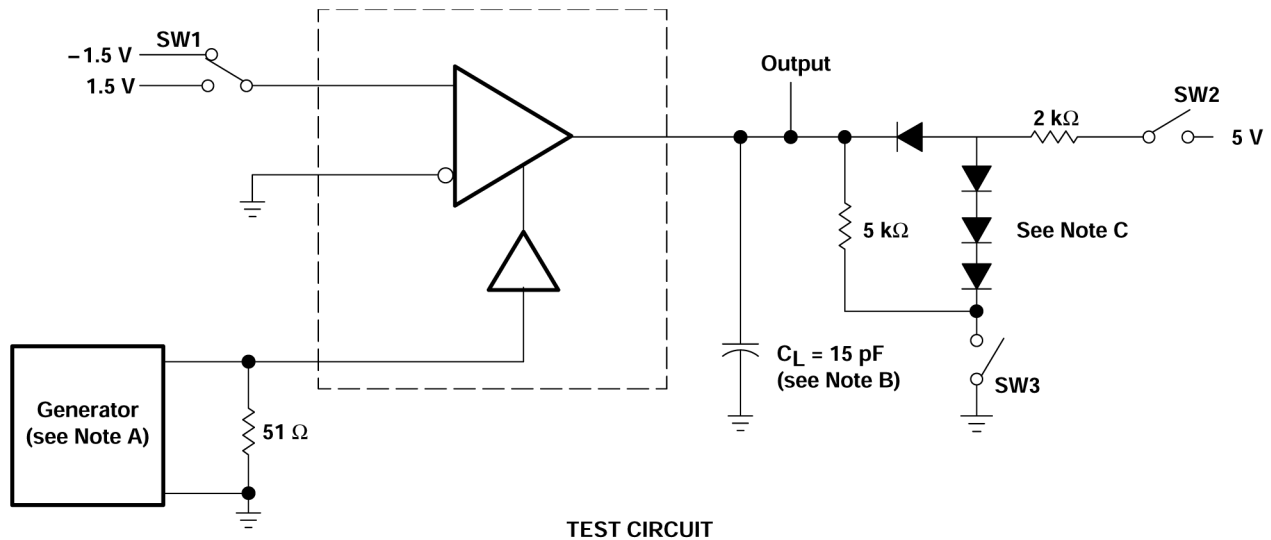 SW1
– 1.5 V
1.5 V
Output
SW2
2 kΩ
5 V
5 kΩ
See Note C
CL = 15 pF
(see Note B)
SW3
Generator
(see Note A)
51 Ω
TEST CIRCUIT